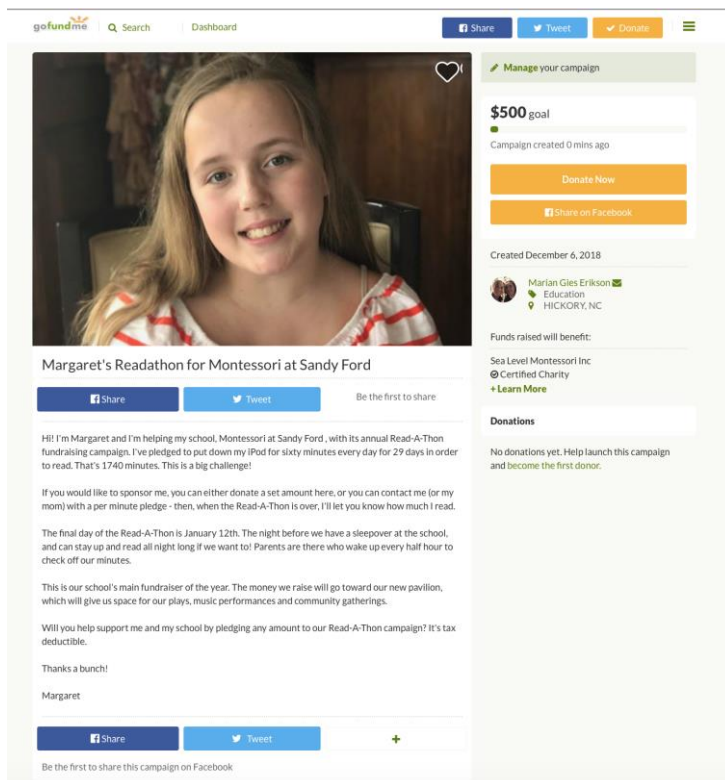 gofundme Search Dashboard Share Tweet Donate
Manage your campaign
$500 goal
Campaign created 0 mins ago
Donate Now
Share on Facebook
Created December 6, 2018
Marian Gies Erikson
Education
HICKORY, NC
Funds raised will benefit:
Sea Level Montessori Inc
Certified Charity
+ Learn More
Donations
No donations yet. Help launch this campaign
and become the first donor.
Margaret's Readathon for Montessori at Sandy Ford
Share Tweet Be the first to share
Hi! I'm Margaret and I'm helping my school, Montessori at Sandy Ford , with its annual Read-A-Thon
fundraising campaign. I've pledged to put down my iPod for sixty minutes every day for 29 days in order
to read. That's 1740 minutes. This is a big challenge!
If you would like to sponsor me, you can either donate a set amount here, or you can contact me (or my
mom) with a per minute pledge - then, when the Read-A-Thon is over, I'll let you know how much I read.
The final day of the Read-A-Thon is January 12th. The night before we have a sleepover at the school,
and can stay up and read all night long if we want to! Parents are there who wake up every half hour to
check off our minutes.
This is our school's main fundraiser of the year. The money we raise will go toward our new pavilion,
which will give us space for our plays, music performances and community gatherings.
Will you help support me and my school by pledging any amount to our Read-A-Thon campaign? It's tax
deductible.
Thanks a bunch!
Margaret
Share Tweet +
Be the first to share this campaign on Facebook